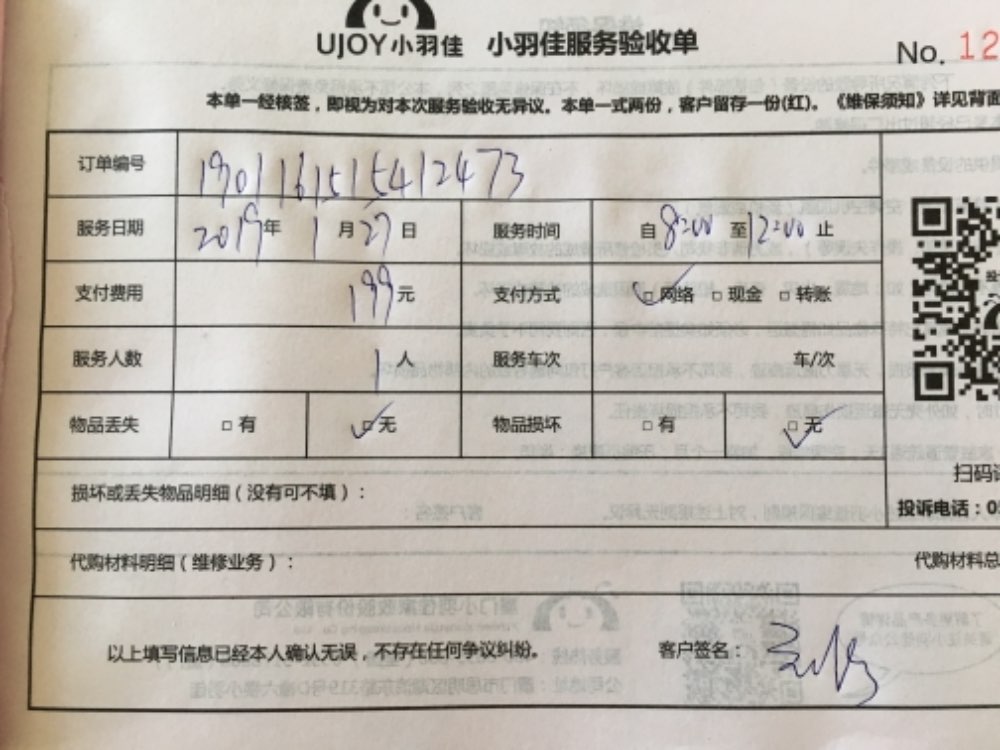 UJOY小羽佳 小羽佳服务验收单
No. 12
本单一经核签，即视为对本次服务验收无异议。本单一式两份，客户留存一份(红)。《维保须知》详见背面
订单编号 1901161515412473
服务日期 2019年 1月27日 服务时间 自8:00至12:00止
支付费用 199元 支付方式 □网络 □现金 □转账
服务人数 1人 服务车次 车/次
物品丢失 □有 □无 物品损坏 □有 □无
损坏或丢失物品明细（没有可不填）：
扫码
投诉电话：0
代购材料明细（维修业务）： 代购材料总
以上填写信息已经本人确认无误，不存在任何争议纠纷。 客户签名：